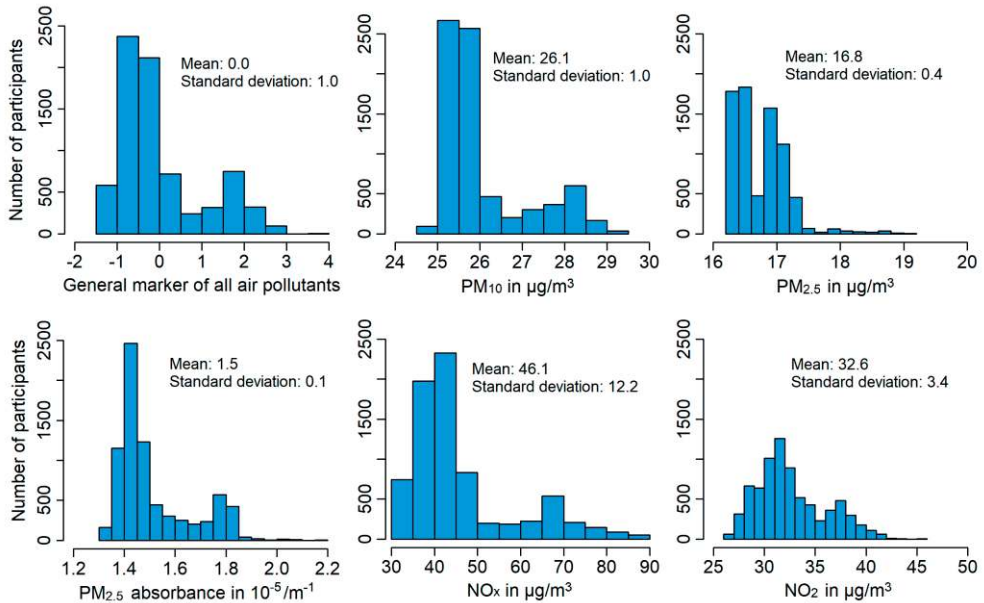 Number of participants
0 500 1500 2500
Mean: 0.0
Standard deviation: 1.0
-1 0 1 2 3 4
General marker of all air pollutants
0 500 1500 2500
Mean: 26.1
Standard deviation: 1.0
24 25 26 27 28 29 30
PM₁₀ in µg/m³
0 500 1500 2500
Mean: 16.8
Standard deviation: 0.4
16 17 18 19 20
PM₂.₅ in µg/m³
Number of participants
0 500 1500 2500
Mean: 1.5
Standard deviation: 0.1
1.2 1.4 1.6 1.8 2.0 2.2
PM₂.₅ absorbance in 10⁻⁵/m⁻¹
0 500 1500 2500
Mean: 46.1
Standard deviation: 12.2
30 40 50 60 70 80 90
NOₓ in µg/m³
0 500 1500 2500
Mean: 32.6
Standard deviation: 3.4
25 30 35 40 45 50
NO₂ in µg/m³